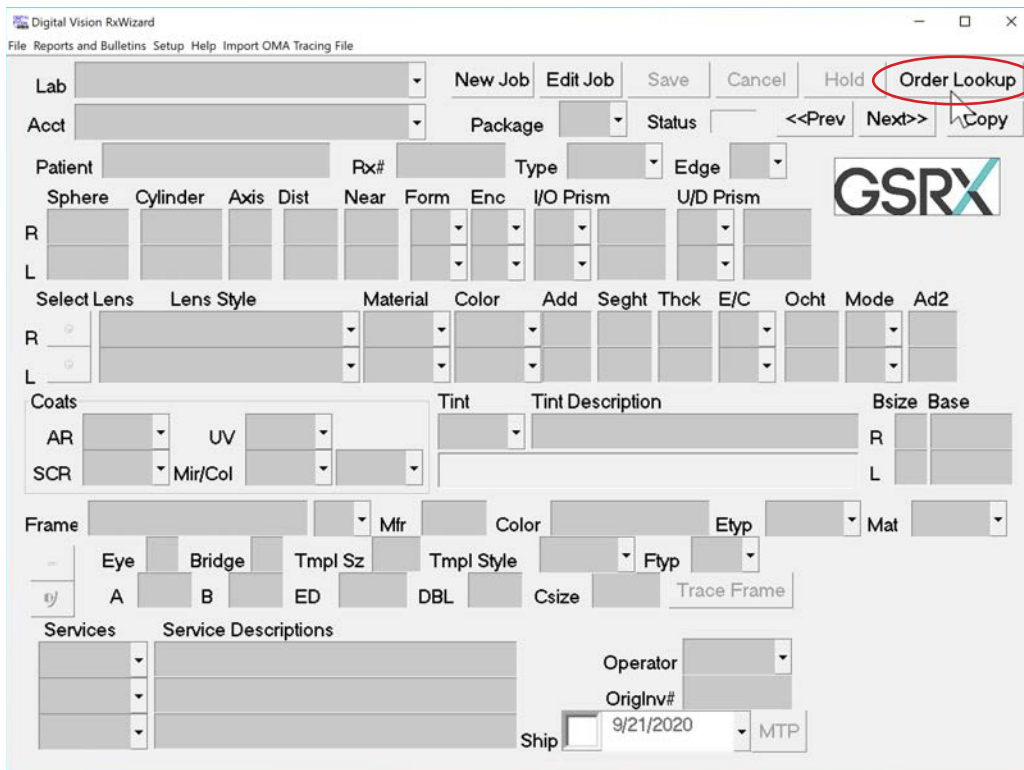 Digital Vision RxWizard
File Reports and Bulletins Setup Help Import OMA Tracing File
Lab New Job Edit Job Save Cancel Hold Order Lookup
Acct Package Status <<Prev Next>> Copy
Patient Rx# Type Edge
GSRX
Sphere Cylinder Axis Dist Near Form Enc I/O Prism U/D Prism
R
L
Select Lens Lens Style Material Color Add Seght Thck E/C Ocht Mode Ad2
R
L
Coats Tint Tint Description Bsize Base
AR UV R
SCR Mir/Col L
Frame Mfr Color Etyp Mat
Eye Bridge Tmpl Sz Tmpl Style Ftyp
A B ED DBL Csize Trace Frame
Services Service Descriptions
Operator
OrigInv#
Ship 9/21/2020 MTP